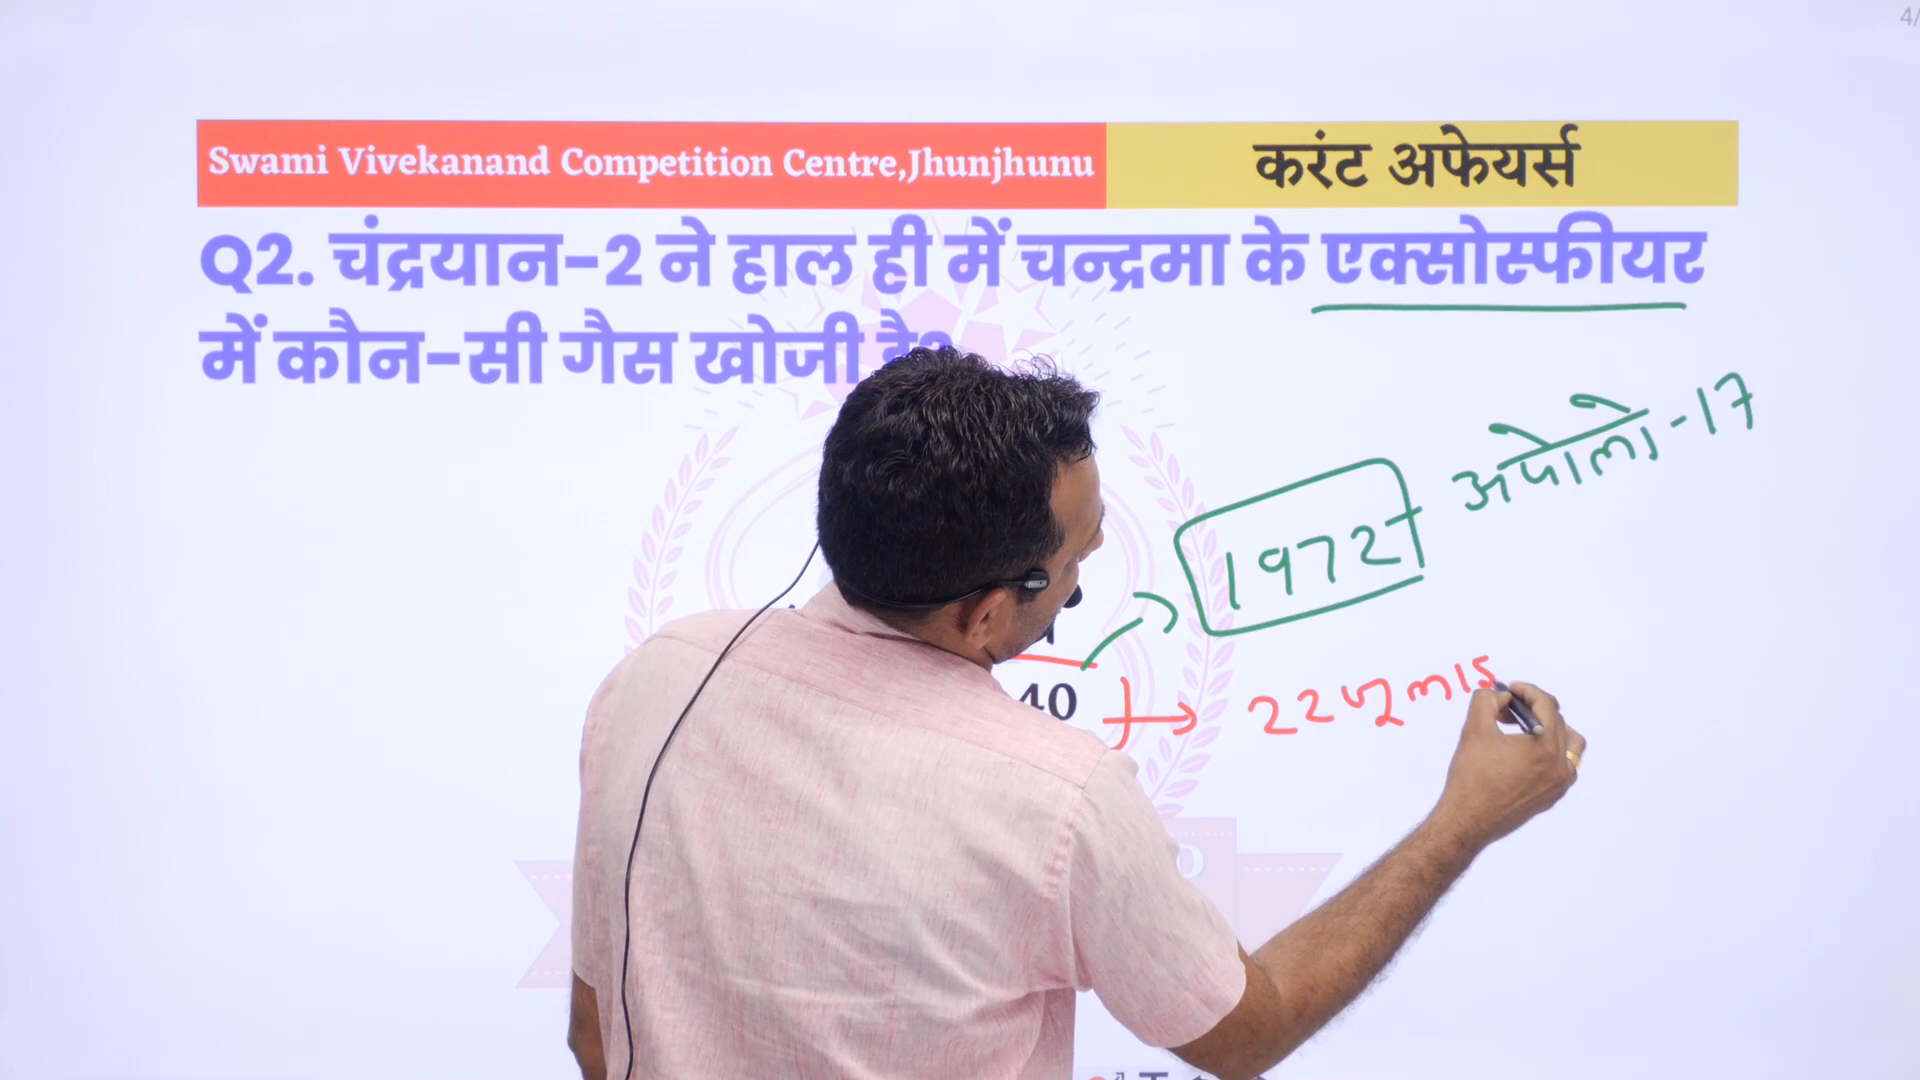 4/
Swami Vivekanand Competition Centre,Jhunjhunu
करंट अफेयर्स
Q2. चंद्रयान-2 ने हाल ही में चन्द्रमा के एक्सोस्फीयर
में कौन-सी गैस खोजी है?
अपोलो-17
1972
40
22 जुलाई